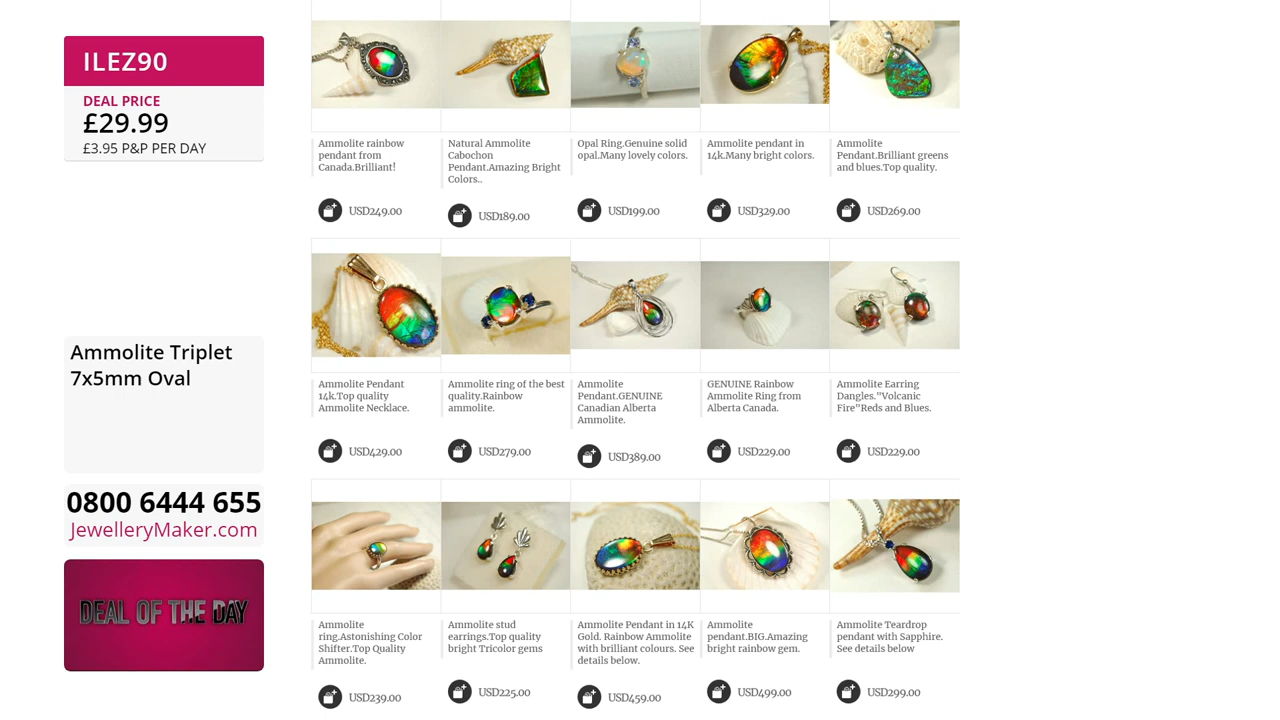 ILEZ90
DEAL PRICE
£29.99
£3.95 P&P PER DAY
Ammolite Triplet
7x5mm Oval
0800 6444 655
JewelleryMaker.com
DEAL OF THE DAY
Ammolite rainbow
pendant from
Canada.Brilliant!
USD249.00
Natural Ammolite
Cabochon
Pendant.Amazing Bright
Colors..
USD189.00
Opal Ring.Genuine solid
opal.Many lovely colors.
USD199.00
Ammolite pendant in
14k.Many bright colors.
USD329.00
Ammolite
Pendant.Brilliant greens
and blues.Top quality.
USD269.00
Ammolite Pendant
14k.Top quality
Ammolite Necklace.
USD429.00
Ammolite ring of the best
quality.Rainbow
ammolite.
USD279.00
Ammolite
Pendant.GENUINE
Canadian Alberta
Ammolite.
USD389.00
GENUINE Rainbow
Ammolite Ring from
Alberta Canada.
USD229.00
Ammolite Earring
Dangles."Volcanic
Fire"Reds and Blues.
USD229.00
Ammolite
ring.Astonishing Color
Shifter.Top Quality
Ammolite.
USD239.00
Ammolite stud
earrings.Top quality
bright Tricolor gems
USD225.00
Ammolite Pendant in 14K
Gold. Rainbow Ammolite
with brilliant colours. See
details below.
USD459.00
Ammolite
pendant.BIG.Amazing
bright rainbow gem.
USD499.00
Ammolite Teardrop
pendant with Sapphire.
See details below
USD299.00